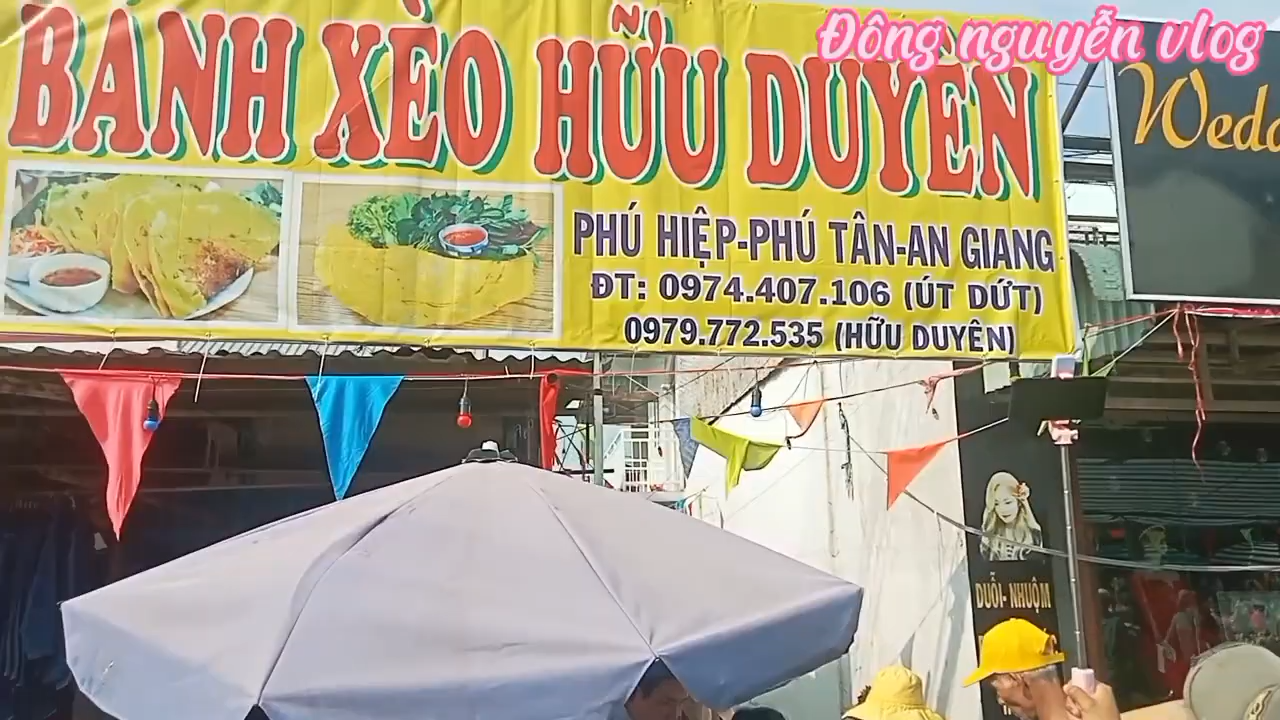 Đông nguyễn vlog
BÁNH XÈO HỮU DUYÊN
PHÚ HIỆP-PHÚ TÂN-AN GIANG
ĐT: 0974.407.106 (ÚT DỨT)
0979.772.535 (HỮU DUYÊN)
DUỖI- NHUỘM